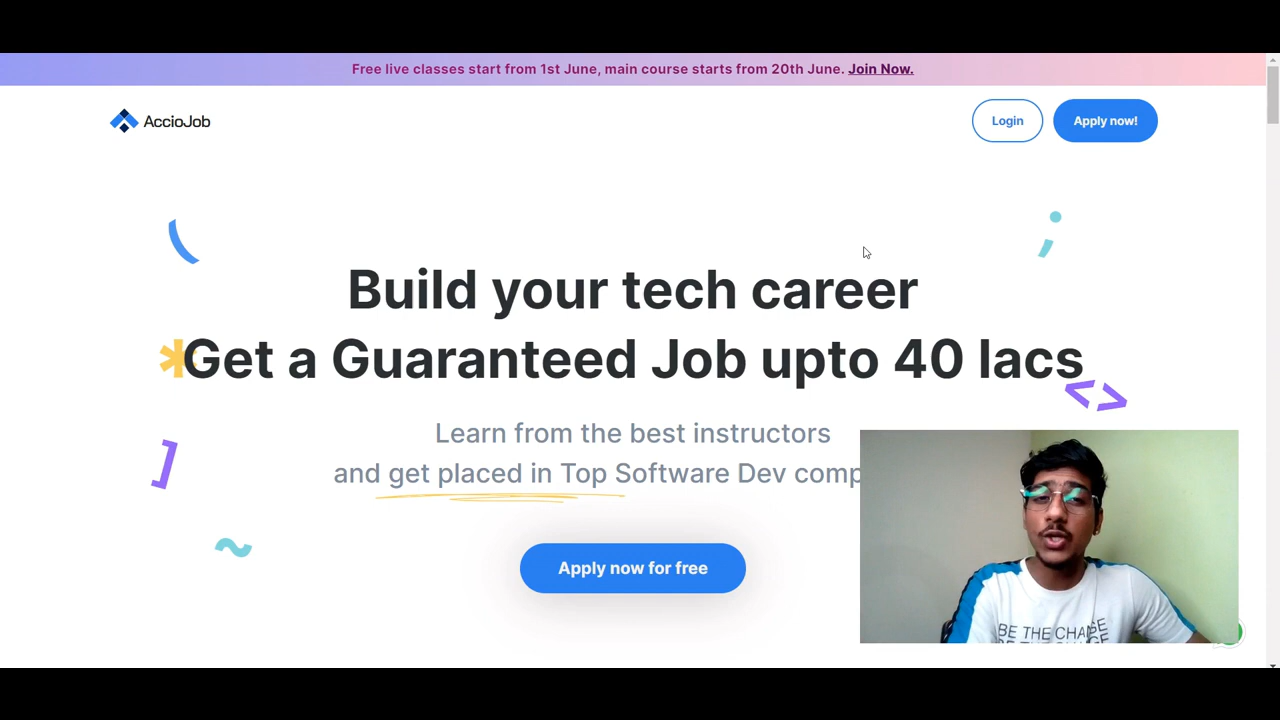 Free live classes start from 1st June, main course starts from 20th June. Join Now.
AccioJob
Login
Apply now!
Build your tech career
Get a Guaranteed Job upto 40 lacs
Learn from the best instructors
and get placed in Top Software Dev comp
Apply now for free
BE THE CHA